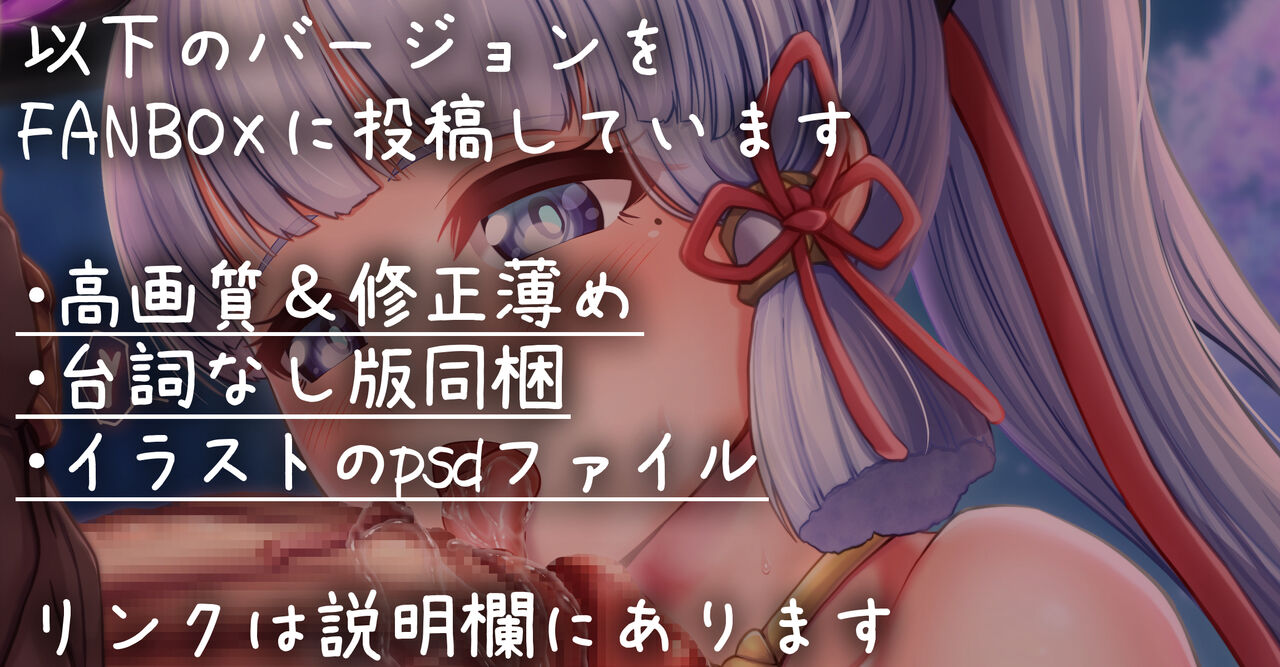 以下のバージョンを
FANBOXに投稿しています
・高画質＆修正薄め
・台詞なし版同梱
・イラストのpsdファイル
リンクは説明欄にあります